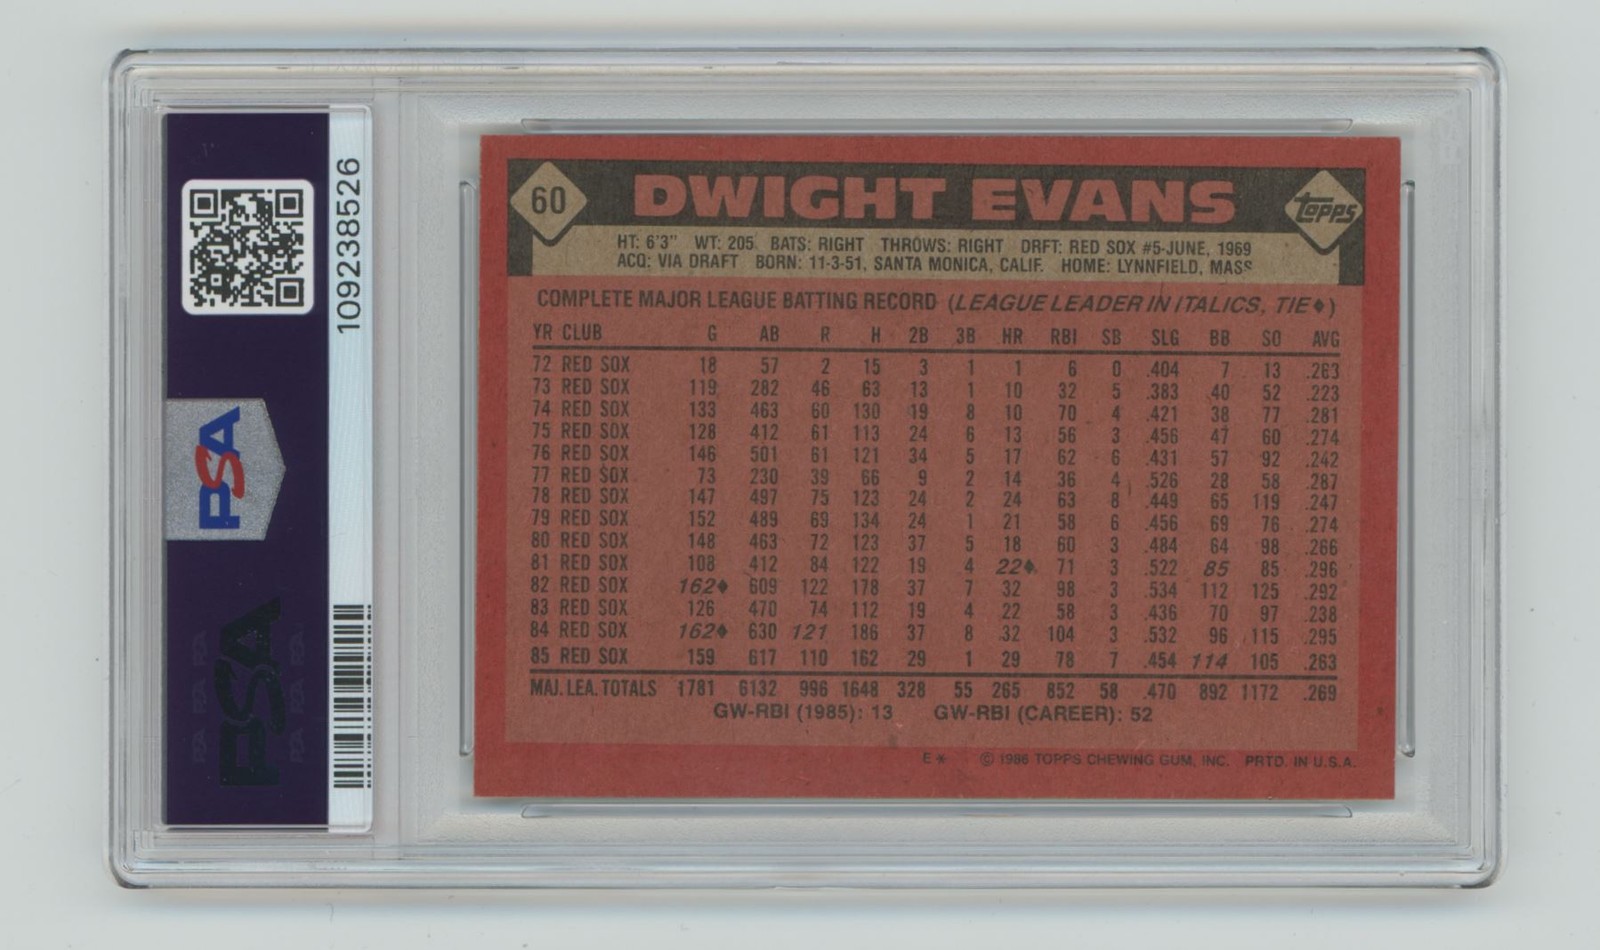 109238526
PSA
PSA
60 DWIGHT EVANS topps
HT: 6'3" WT: 205 BATS: RIGHT THROWS: RIGHT DRFT: RED SOX #5-JUNE, 1969
ACQ: VIA DRAFT BORN: 11-3-51, SANTA MONICA, CALIF. HOME: LYNNFIELD, MASS
COMPLETE MAJOR LEAGUE BATTING RECORD (LEAGUE LEADER IN ITALICS, TIE♦)
YR CLUB G AB R H 2B 3B HR RBI SB SLG BB SO AVG
72 RED SOX 18 57 2 15 3 1 1 6 0 .404 7 13 .263
73 RED SOX 119 282 46 63 13 1 10 32 5 .383 40 52 .223
74 RED SOX 133 463 60 130 19 8 10 70 4 .421 38 77 .281
75 RED SOX 128 412 61 113 24 6 13 56 3 .456 47 60 .274
76 RED SOX 146 501 61 121 34 5 17 62 6 .431 57 92 .242
77 RED SOX 73 230 39 66 9 2 14 36 4 .526 28 58 .287
78 RED SOX 147 497 75 123 24 2 24 63 8 .449 65 119 .247
79 RED SOX 152 489 69 134 24 1 21 58 6 .456 69 76 .274
80 RED SOX 148 463 72 123 37 5 18 60 3 .484 64 98 .266
81 RED SOX 108 412 84 122 19 4 22♦ 71 3 .522 85 85 .296
82 RED SOX 162♦ 609 122 178 37 7 32 98 3 .534 112 125 .292
83 RED SOX 126 470 74 112 19 4 22 58 3 .436 70 97 .238
84 RED SOX 162♦ 630 121 186 37 8 32 104 3 .532 96 115 .295
85 RED SOX 159 617 110 162 29 1 29 78 7 .454 114 105 .263
MAJ. LEA. TOTALS 1781 6132 996 1648 328 55 265 852 58 .470 892 1172 .269
GW-RBI (1985): 13 GW-RBI (CAREER): 52
E* © 1986 TOPPS CHEWING GUM, INC. PRTD. IN U.S.A.